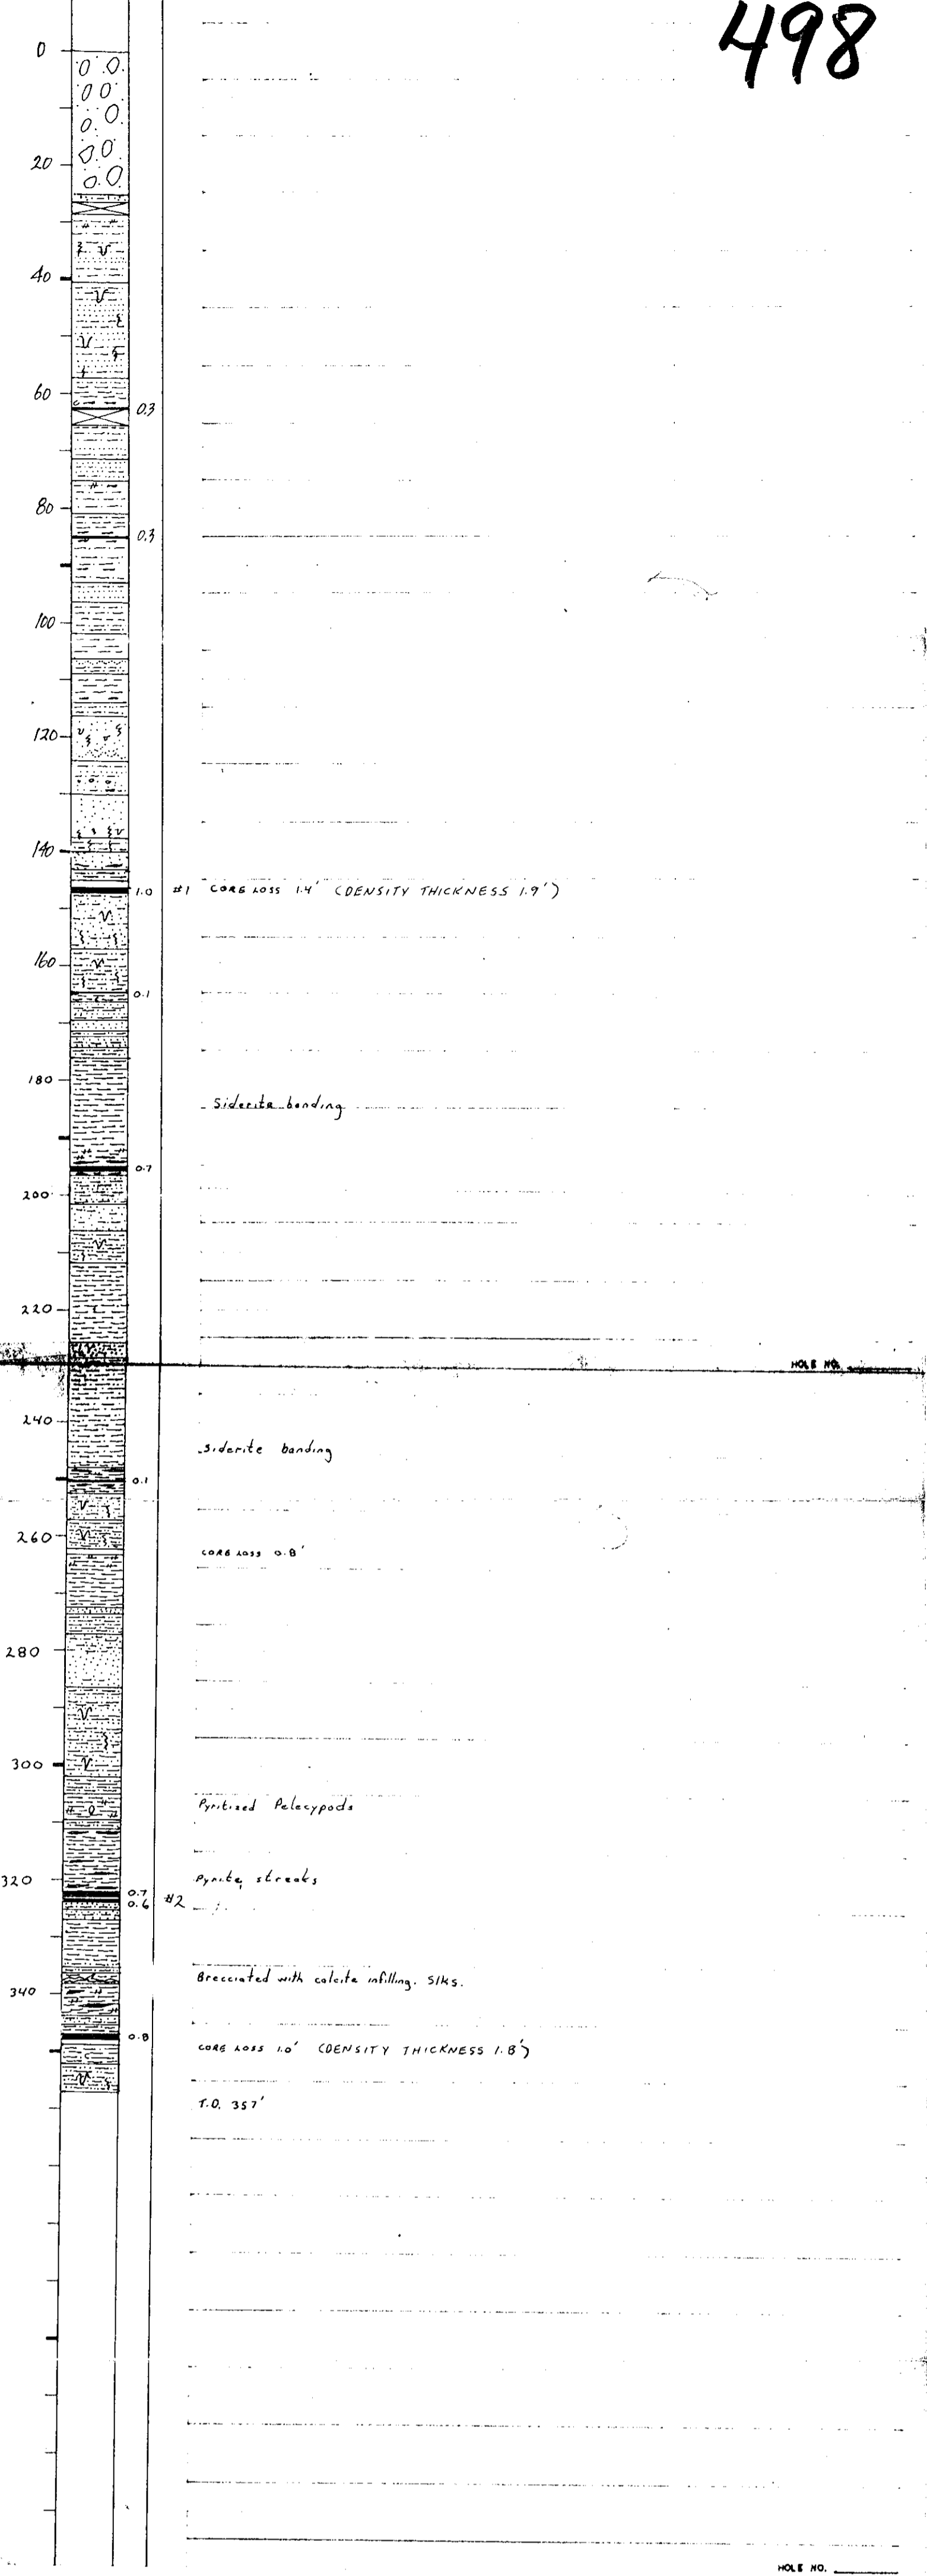 498
0
20
40
60
0.3
80
0.3
100
120
140
1.0 #1 CORE LOSS 1.4' (DENSITY THICKNESS 1.9')
160
0.1
180
Siderite banding
0.7
200
220
HOLE NO.
240
Siderite banding
0.1
260
CORE LOSS 0.8'
280
300
Pyritized Pelecypods
320 Pyrite streaks
0.7
0.6 #2
Brecciated with calcite infilling. Slks.
340
0.8
CORE LOSS 1.0' (DENSITY THICKNESS 1.8')
T.D. 357'
HOLE NO.